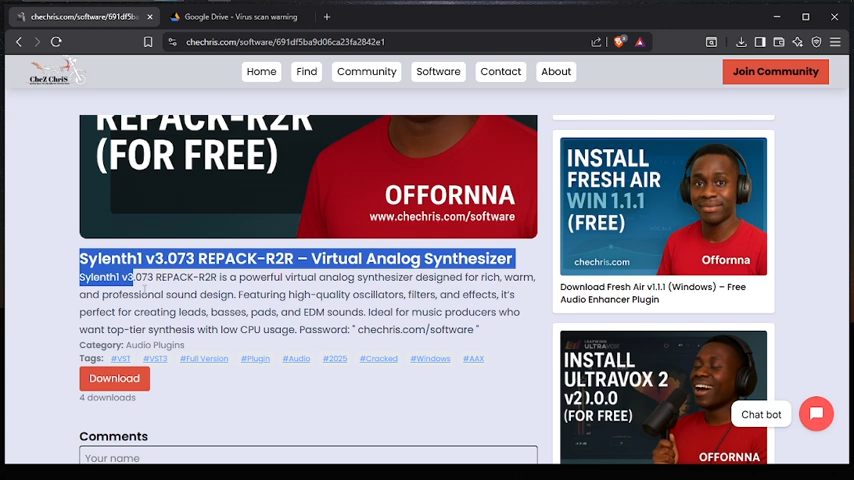 chechris.com/software/691df5ba
Google Drive - Virus scan warning
chechris.com/software/691df5ba9d06ca23fa2842e1
CheZ ChriS
Home
Find
Community
Software
Contact
About
Join Community
REPACK-R2R
(FOR FREE)
OFFORNNA
www.chechris.com/software
Sylenth1 v3.073 REPACK-R2R – Virtual Analog Synthesizer
Sylenth1 v3.073 REPACK-R2R is a powerful virtual analog synthesizer designed for rich, warm,
and professional sound design. Featuring high-quality oscillators, filters, and effects, it's
perfect for creating leads, basses, pads, and EDM sounds. Ideal for music producers who
want top-tier synthesis with low CPU usage. Password: " chechris.com/software "
Category: Audio Plugins
Tags: #VST #VST3 #Full Version #Plugin #Audio #2025 #Cracked #Windows #AAX
Download
4 downloads
Comments
Your name
INSTALL
FRESH AIR
WIN 1.1.1
(FREE)
chechris.com
Offornna
Download Fresh Air v1.1.1 (Windows) – Free
Audio Enhancer Plugin
INSTALL
ULTRAVOX 2
v2.0.0
(FOR FREE)
OFFORNNA
Chat bot